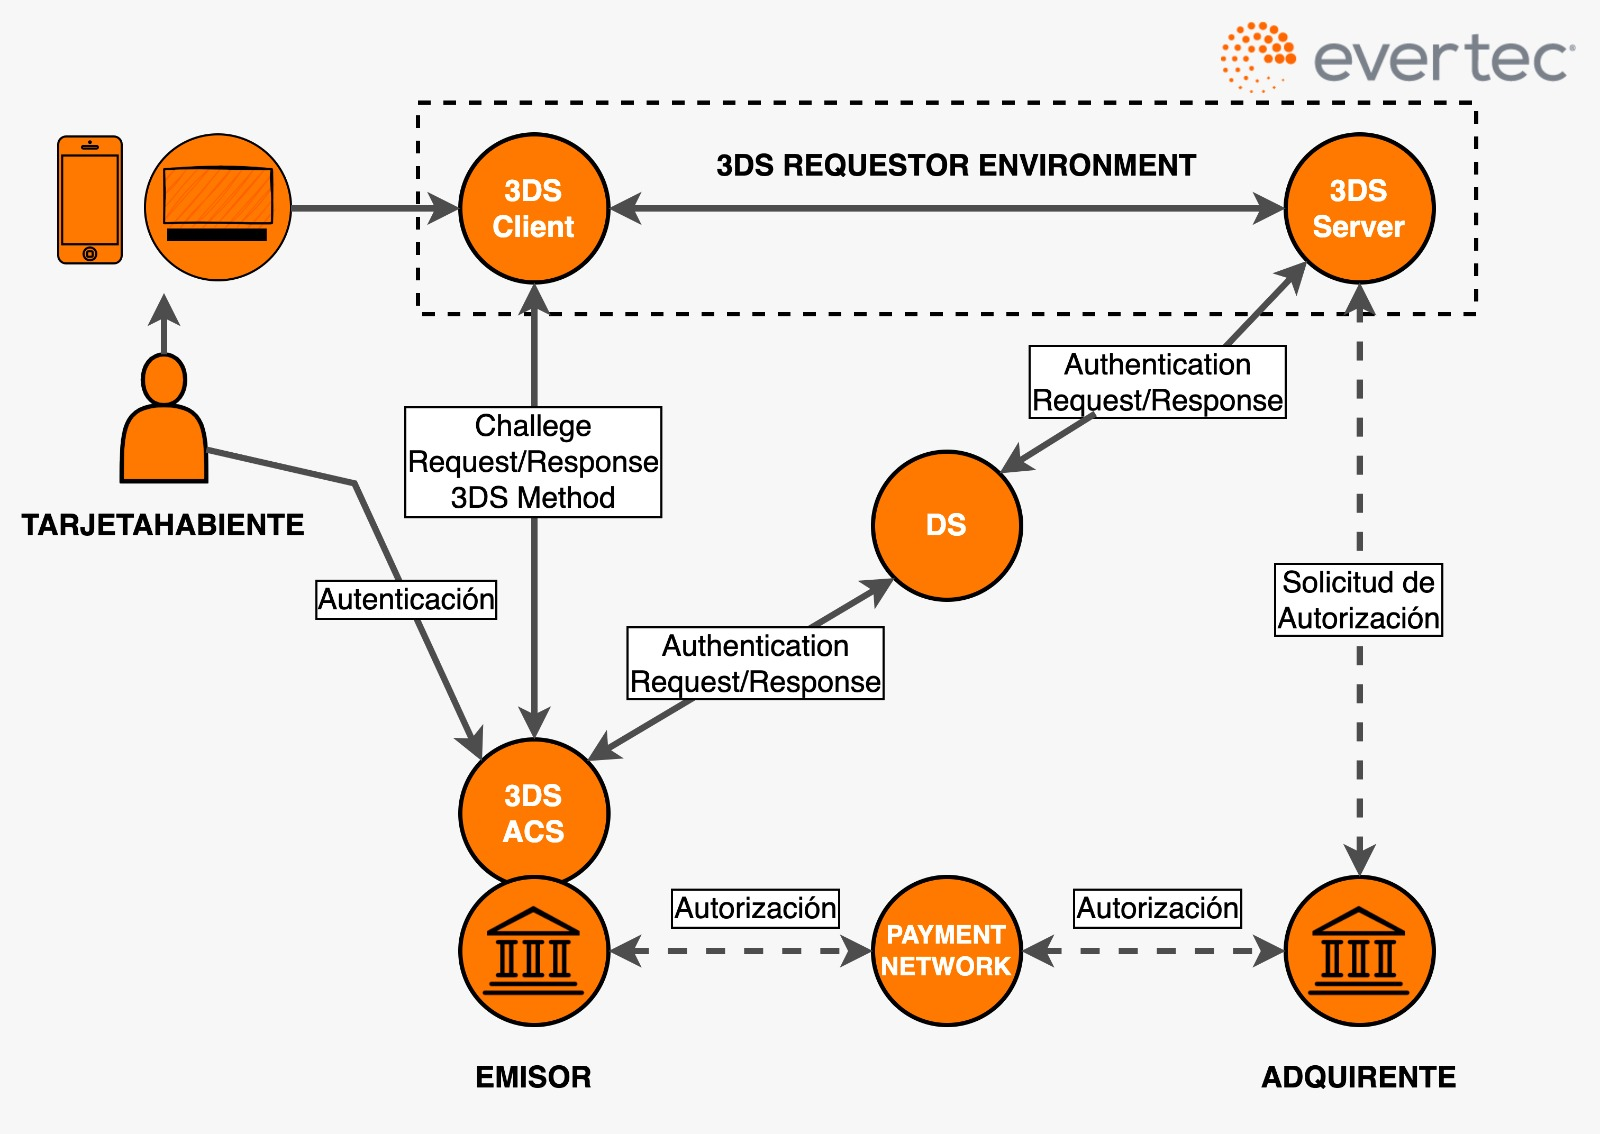 evertec
3DS REQUESTOR ENVIRONMENT
3DS
Client
3DS
Server
Authentication
Request/Response
Challege
Request/Response
3DS Method
TARJETAHABIENTE
DS
Autenticación
Solicitud de
Autorización
Authentication
Request/Response
3DS
ACS
Autorización
PAYMENT
NETWORK
Autorización
EMISOR
ADQUIRENTE